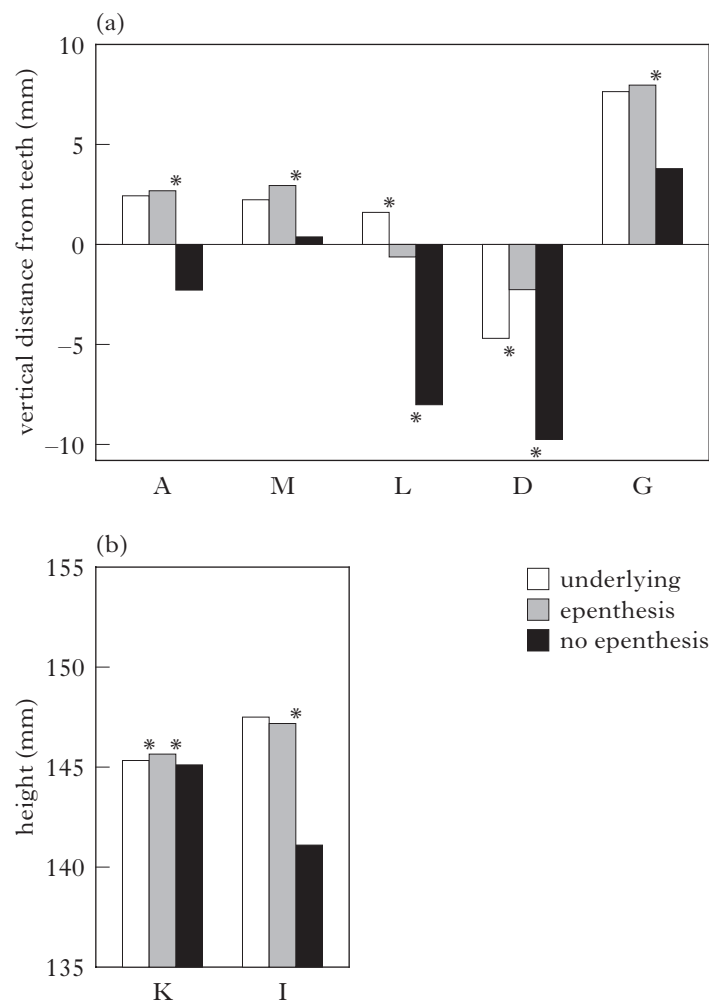 (a)
vertical distance from teeth (mm)
10
5
0
–5
–10
* * * * * * *
A M L D G
(b)
height (mm)
155
150
145
140
135
* * *
K I
underlying
epenthesis
no epenthesis